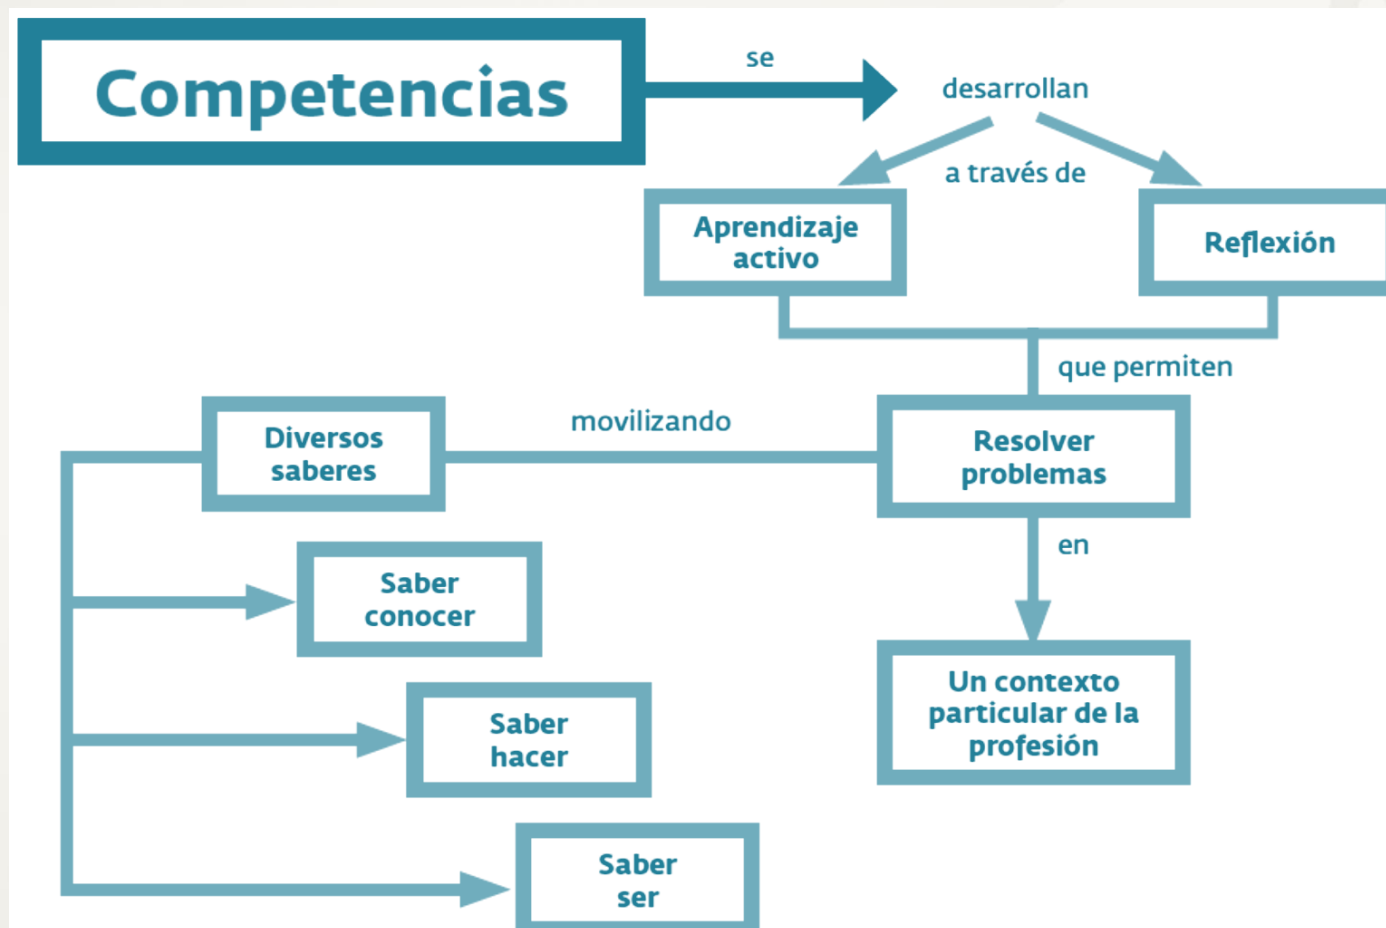 Competencias
se
desarrollan
a través de
Aprendizaje
activo
Reflexión
que permiten
Resolver
problemas
movilizando
Diversos
saberes
en
Saber
conocer
Saber
hacer
Saber
ser
Un contexto
particular de la
profesión